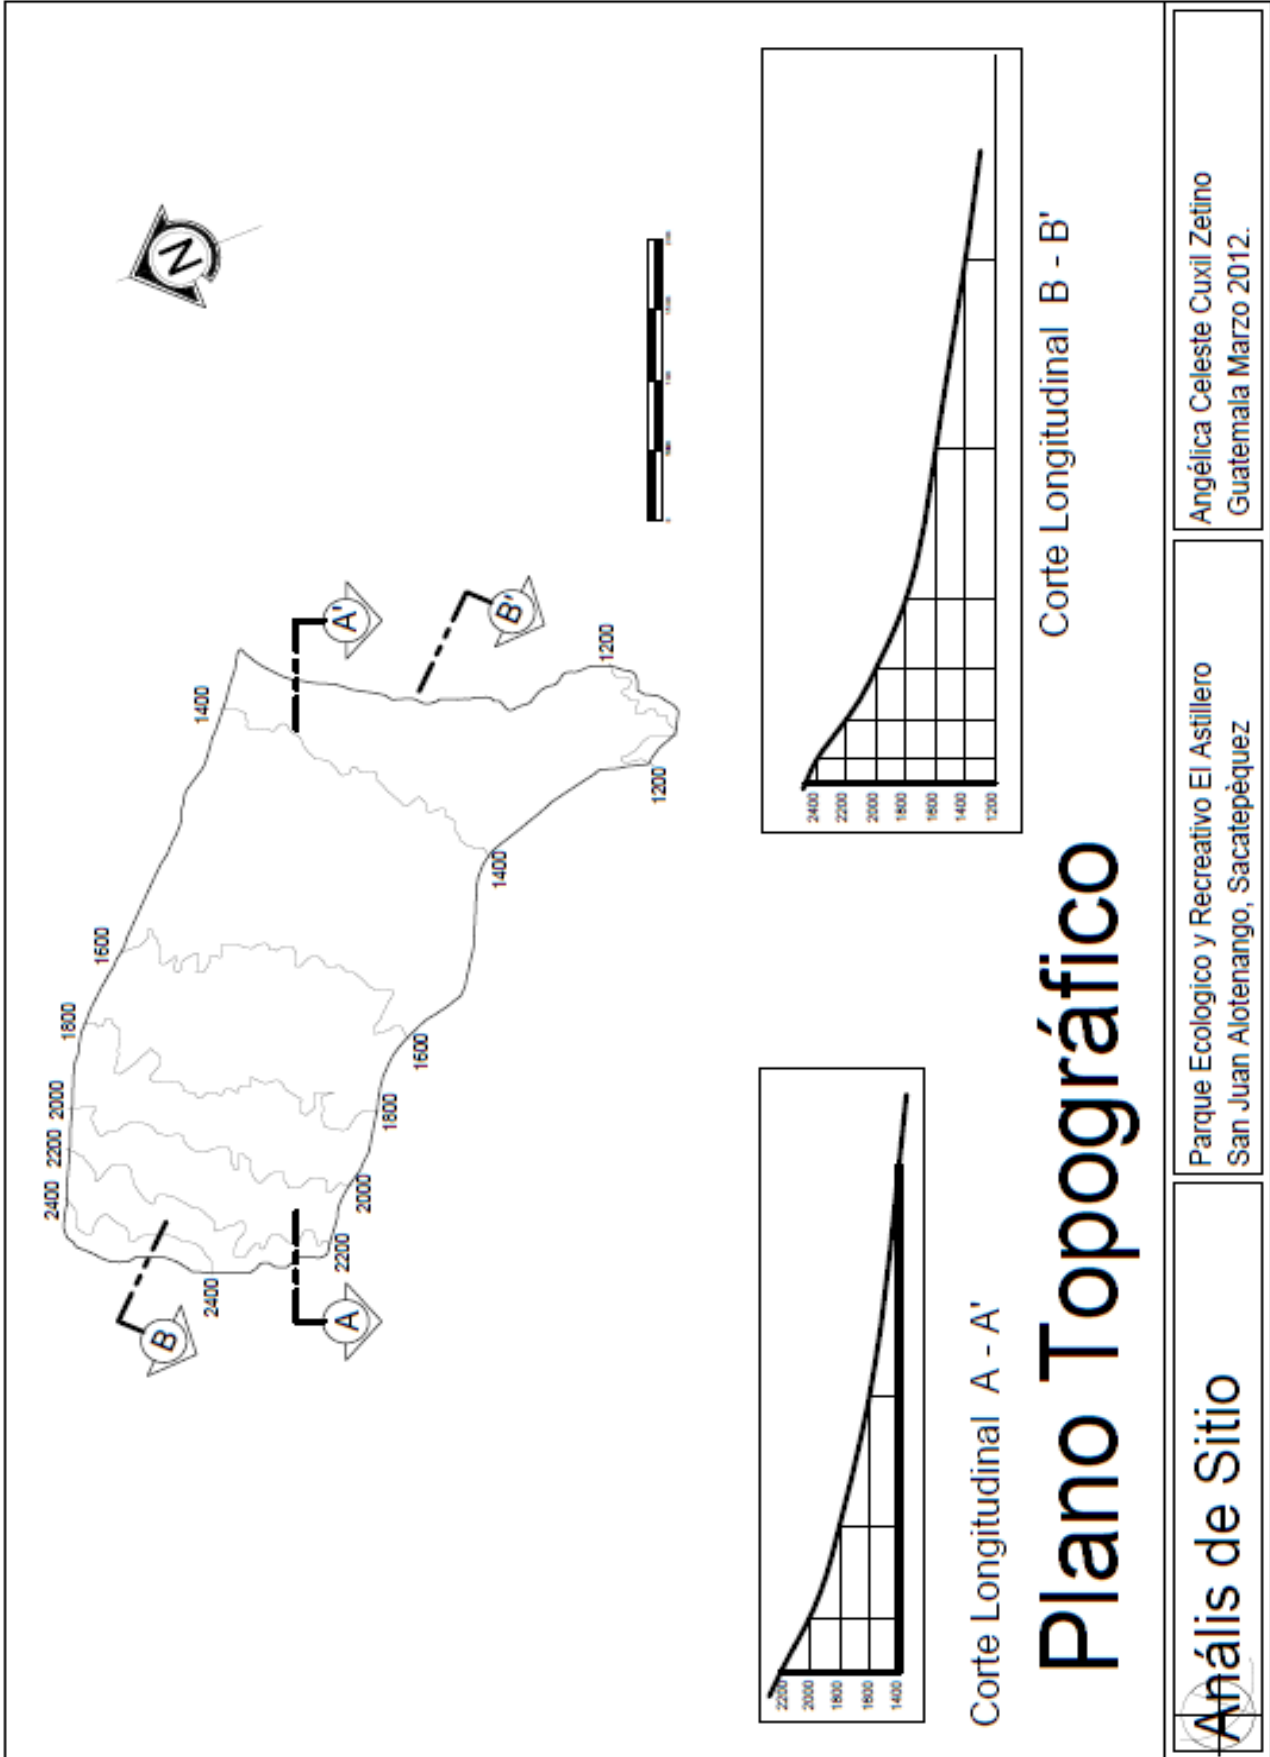 N
2400
2200
2000
1800
1600
1400
B
2400
A
2200
2000
1800
1600
1400
A'
B'
1200
1200
2200
2000
1800
1600
1400
Corte Longitudinal A - A'
2400
2200
2000
1800
1600
1400
1200
Corte Longitudinal B - B'
Plano Topográfico
Anális de Sitio
Parque Ecologico y Recreativo El Astillero
San Juan Alotenango, Sacatepèquez
Angélica Celeste Cuxil Zetino
Guatemala Marzo 2012.